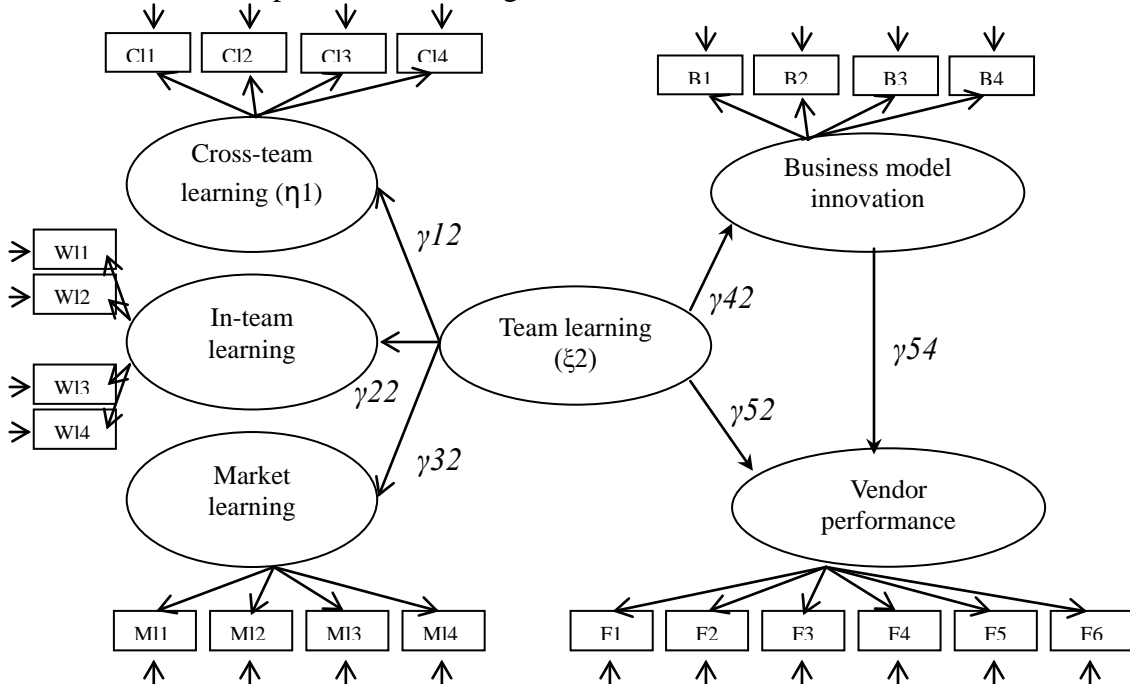 Cl1
Cl2
Cl3
Cl4
B1
B2
B3
B4
Cross-team
learning (η1)
Business model
innovation
γ12
Wl1
Wl2
In-team
learning
Team learning
(ξ2)
γ42
γ54
Wl3
Wl4
γ22
γ52
γ32
Market
learning
Vendor
performance
Ml1
Ml2
Ml3
Ml4
F1
F2
F3
F4
F5
F6